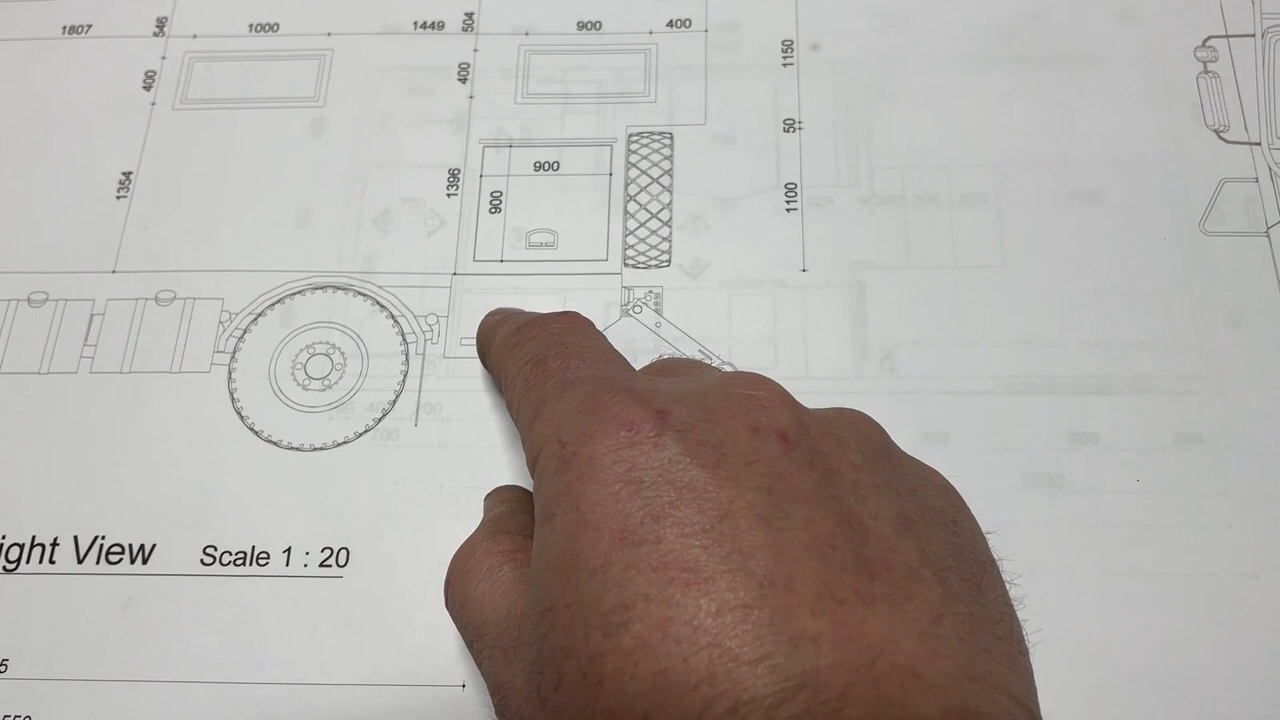 1807 546 1000 1449 504 900 400
400 400 1150
50
1354 1396 900 1100
900
ight View Scale 1 : 20
5
550